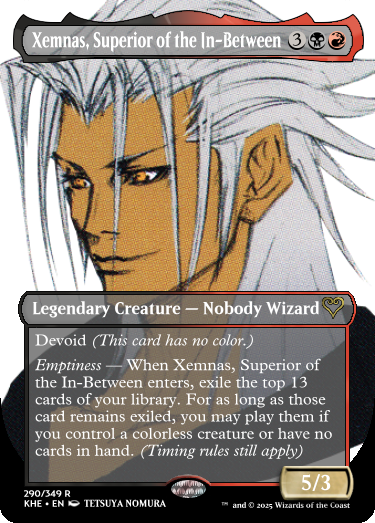 Xemnas, Superior of the In-Between 3
Legendary Creature — Nobody Wizard
Devoid (This card has no color.)
Emptiness — When Xemnas, Superior of
the In-Between enters, exile the top 13
cards of your library. For as long as those
card remains exiled, you may play them if
you control a colorless creature or have no
cards in hand. (Timing rules still apply)
5/3
290/349 R
KHE • EN TETSUYA NOMURA
™ and © 2025 Wizards of the Coast